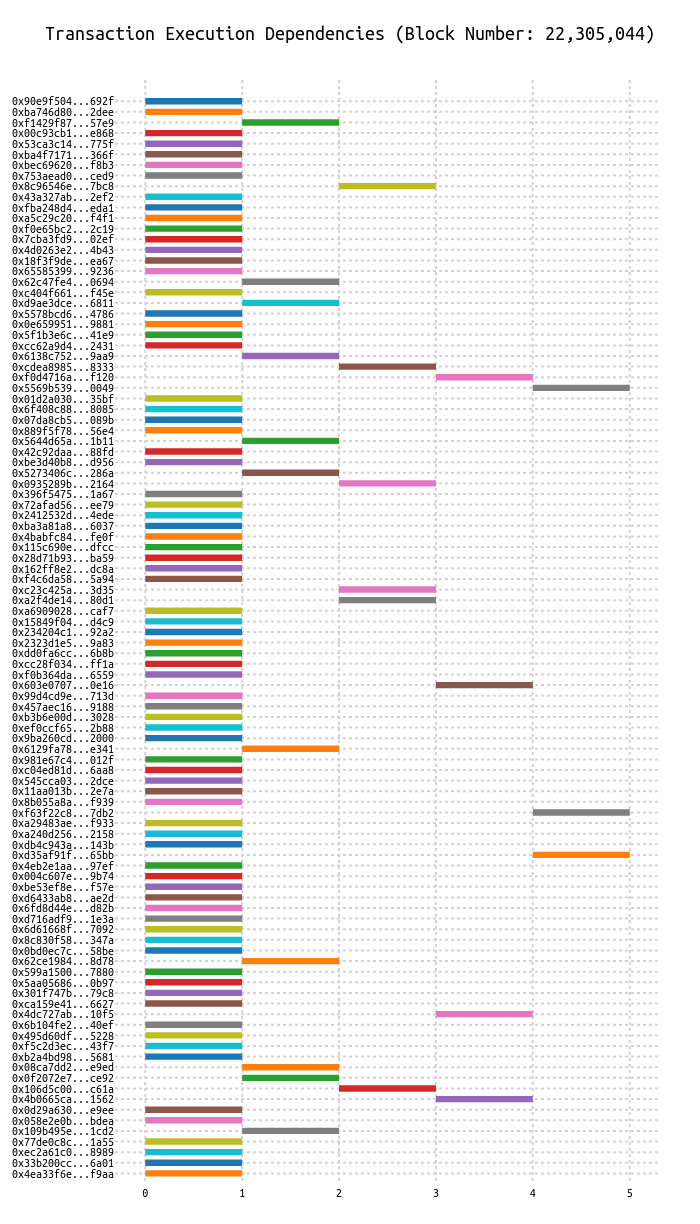 Transaction Execution Dependencies (Block Number: 22,305,044)
0x90e9f504...692f
0xba746d80...2dee
0xf1429f87...57e9
0x00c93cb1...e868
0x53ca3c14...775f
0xba4f7171...366f
0xbec69620...f8b3
0x753aead0...ced9
0x8c96546e...7bc8
0x43a327ab...2ef2
0xfba248d4...eda1
0xa5c29c20...f4f1
0xf0e65bc2...2c19
0x7cba3fd9...02ef
0x4d0263e2...4b43
0x18f3f9de...ea67
0x65585399...9236
0x62c47fe4...0694
0xc404f661...f45e
0xd9ae3dce...6811
0x5578bcd6...4786
0x0e659951...9881
0x5f1b3e6c...41e9
0xcc62a9d4...2431
0x6138c752...9aa9
0xcdea8985...8333
0xf0d4716a...f120
0x5569b539...0049
0x01d2a030...35bf
0x6f408c88...8085
0x07da8cb5...089b
0x889f5f78...56e4
0x5644d65a...1b11
0x42c92daa...88fd
0xbe3d40b8...d956
0x5273406c...286a
0x0935289b...2164
0x396f5475...1a67
0x72afad56...ee79
0x2412532d...4ede
0xba3a81a8...6037
0x4babfc84...fe0f
0x115c690e...dfcc
0x28d71b93...ba59
0x162ff8e2...dc8a
0xf4c6da58...5a94
0xc23c425a...3d35
0xa2f4de14...80d1
0xa6909028...caf7
0x15849f04...d4c9
0x234204c1...92a2
0x2323d1e5...9a83
0xdd0fa6cc...6b8b
0xcc28f034...ff1a
0xf0b364da...6559
0x603e0707...0e16
0x99d4cd9e...713d
0x457aec16...9188
0xb3b6e00d...3028
0xef0ccf65...2b88
0x9ba260cd...2000
0x6129fa78...e341
0x981e67c4...012f
0xc04ed81d...6aa8
0x545cca03...2dce
0x11aa013b...2e7a
0x8b055a8a...f939
0xf63f22c8...7db2
0xa29483ae...f933
0xa240d256...2158
0xdb4c943a...143b
0xd35af91f...65bb
0x4eb2e1aa...97ef
0x004c607e...9b74
0xbe53ef8e...f57e
0xd6433ab8...ae2d
0x6fd8d44e...d82b
0xd716adf9...1e3a
0x6d61668f...7092
0x8c830f58...347a
0x0bd0ec7c...58be
0x62ce1984...8d78
0x599a1500...7880
0x5aa05686...0b97
0x301f747b...79c8
0xca159e41...6627
0x4dc727ab...10f5
0x6b104fe2...40ef
0x495d60df...5228
0xf5c2d3ec...43f7
0xb2a4bd98...5681
0x08ca7dd2...e9ed
0x0f2072e7...ce92
0x106d5c00...c61a
0x4b0665ca...1562
0x0d29a630...e9ee
0x058e2e0b...bdea
0x109b495e...1cd2
0x77de0c8c...1a55
0xec2a61c0...8989
0x33b200cc...6a01
0x4ea33f6e...f9aa
0 1 2 3 4 5